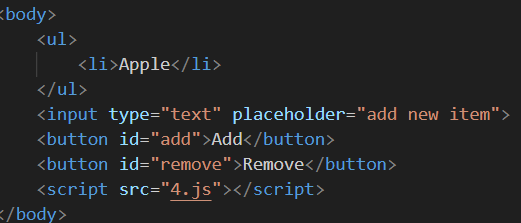 <body>
<ul>
<li>Apple</li>
</ul>
<input type="text" placeholder="add new item">
<button id="add">Add</button>
<button id="remove">Remove</button>
<script src="4.js"></script>
</body>